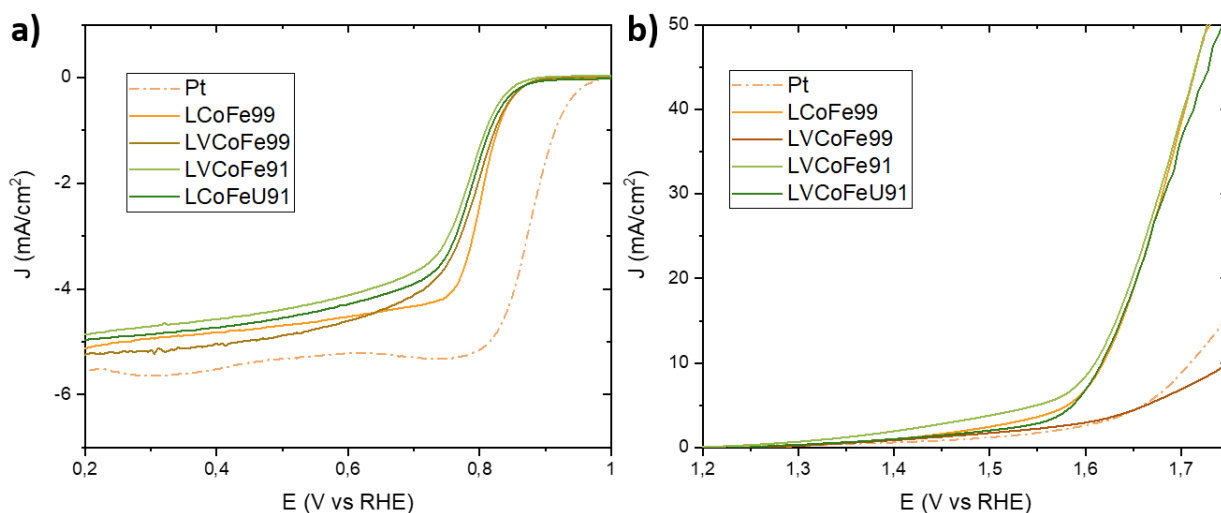 a)
Pt
LCoFe99
LVCoFe99
LVCoFe91
LCoFeU91
0
-2
-4
-6
J (mA/cm²)
0,2
0,4
0,6
0,8
1
E (V vs RHE)
b)
Pt
LCoFe99
LVCoFe99
LVCoFe91
LVCoFeU91
50
40
30
20
10
0
J (mA/cm²)
1,2
1,3
1,4
1,5
1,6
1,7
E (V vs RHE)